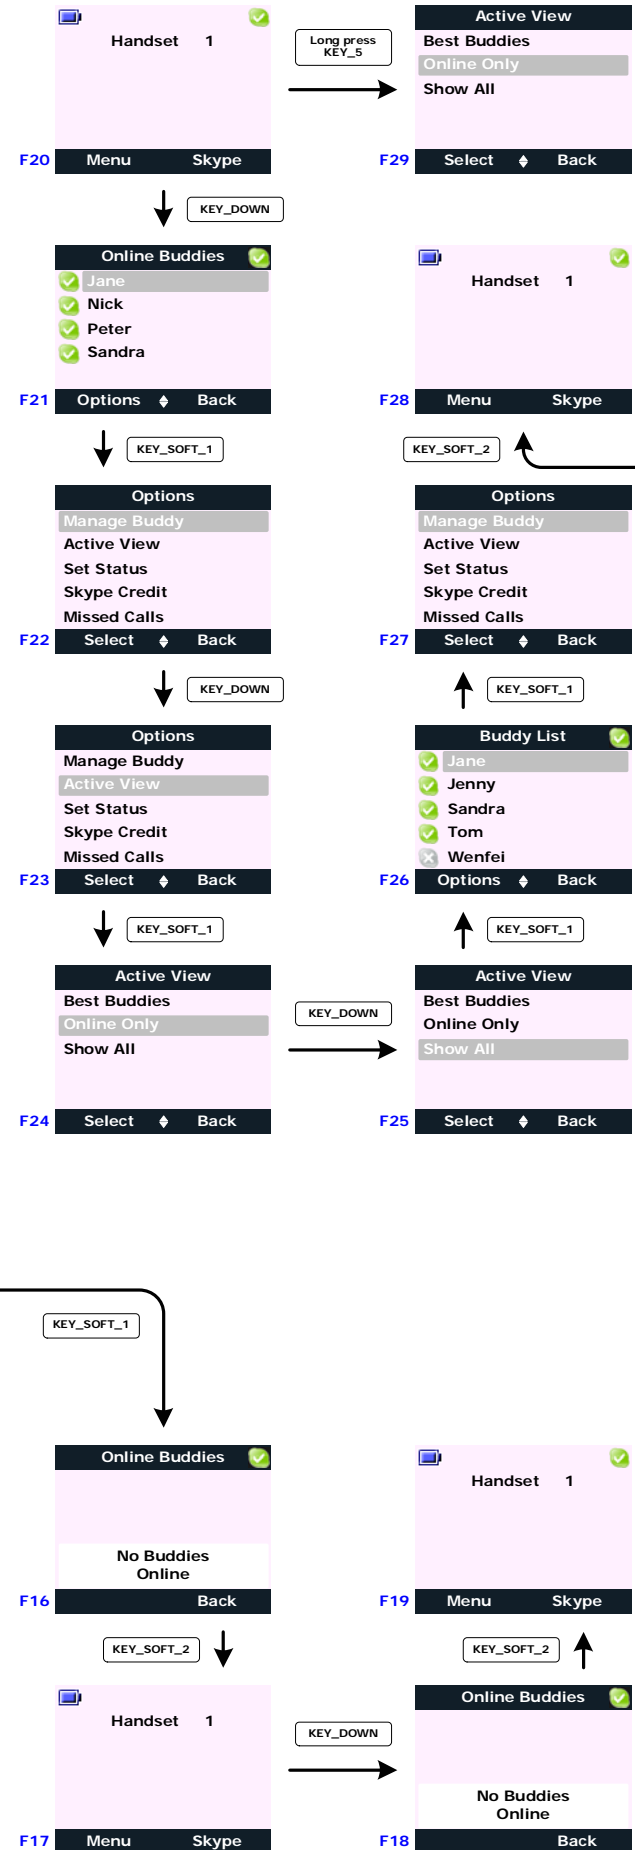 Handset 1
F20 Menu Skype
Long press
KEY_5
Active View
Best Buddies
Online Only
Show All
F29 Select Back
KEY_DOWN
Online Buddies
Jane
Nick
Peter
Sandra
F21 Options Back
Handset 1
F28 Menu Skype
KEY_SOFT_1
KEY_SOFT_2
Options
Manage Buddy
Active View
Set Status
Skype Credit
Missed Calls
F22 Select Back
Options
Manage Buddy
Active View
Set Status
Skype Credit
Missed Calls
F27 Select Back
KEY_DOWN
KEY_SOFT_1
Options
Manage Buddy
Active View
Set Status
Skype Credit
Missed Calls
F23 Select Back
Buddy List
Jane
Jenny
Sandra
Tom
Wenfei
F26 Options Back
KEY_SOFT_1
KEY_SOFT_1
Active View
Best Buddies
Online Only
Show All
F24 Select Back
KEY_DOWN
Active View
Best Buddies
Online Only
Show All
F25 Select Back
KEY_SOFT_1
Online Buddies
No Buddies
Online
F16 Back
Handset 1
F19 Menu Skype
KEY_SOFT_2
KEY_SOFT_2
Handset 1
F17 Menu Skype
KEY_DOWN
Online Buddies
No Buddies
Online
F18 Back